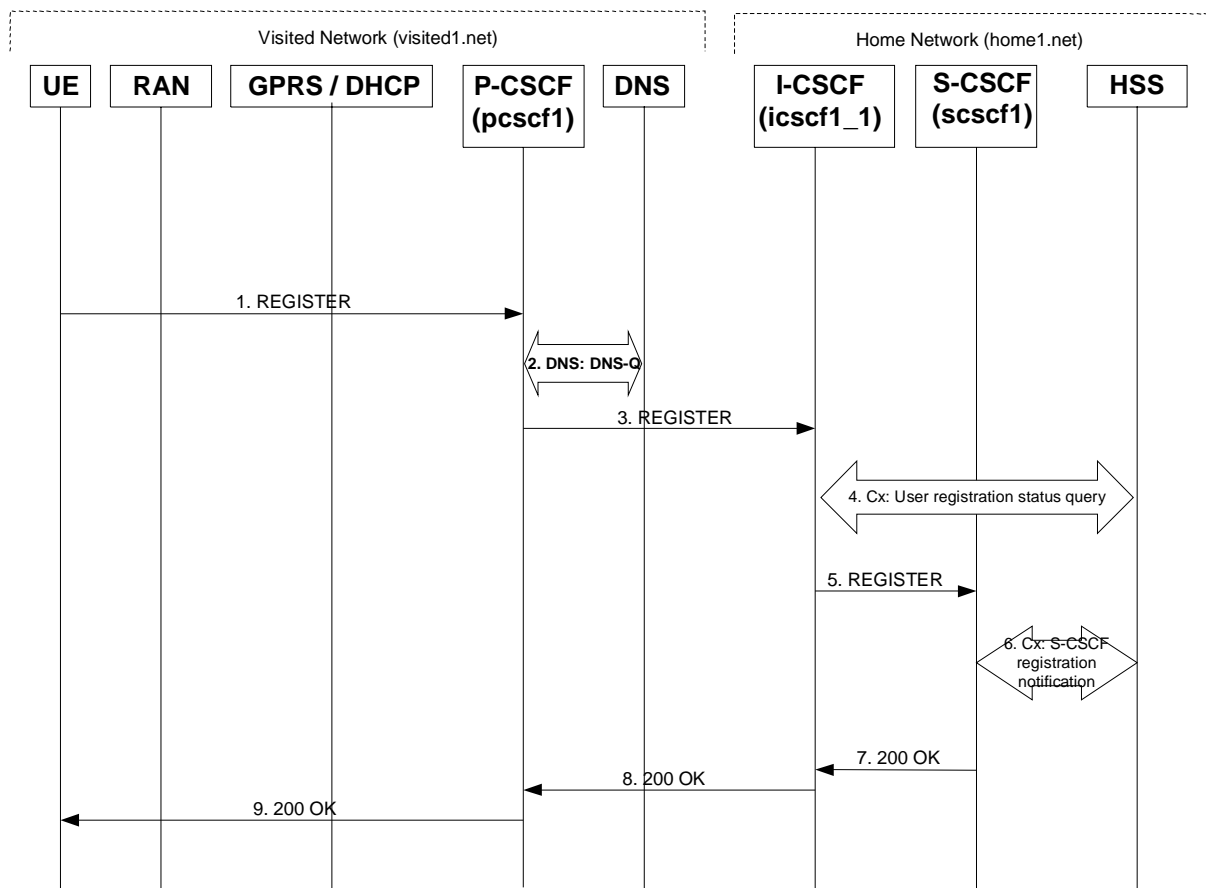 Visited Network (visited1.net)
Home Network (home1.net)
UE
RAN
GPRS / DHCP
P-CSCF
(pcscf1)
DNS
I-CSCF
(icscf1_1)
S-CSCF
(scscf1)
HSS
1. REGISTER
2. DNS: DNS-Q
3. REGISTER
4. Cx: User registration status query
5. REGISTER
6. Cx: S-CSCF
registration
notification
7. 200 OK
8. 200 OK
9. 200 OK